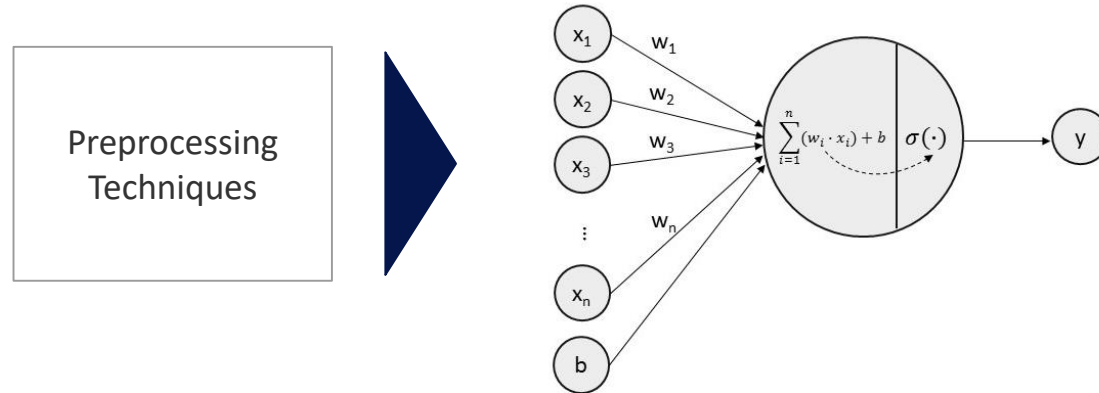 Preprocessing
Techniques
x₁
x₂
x₃
⋮
xₙ
b
w₁
w₂
w₃
wₙ
n
∑(wᵢ · xᵢ) + b
i=1
σ(·)
y